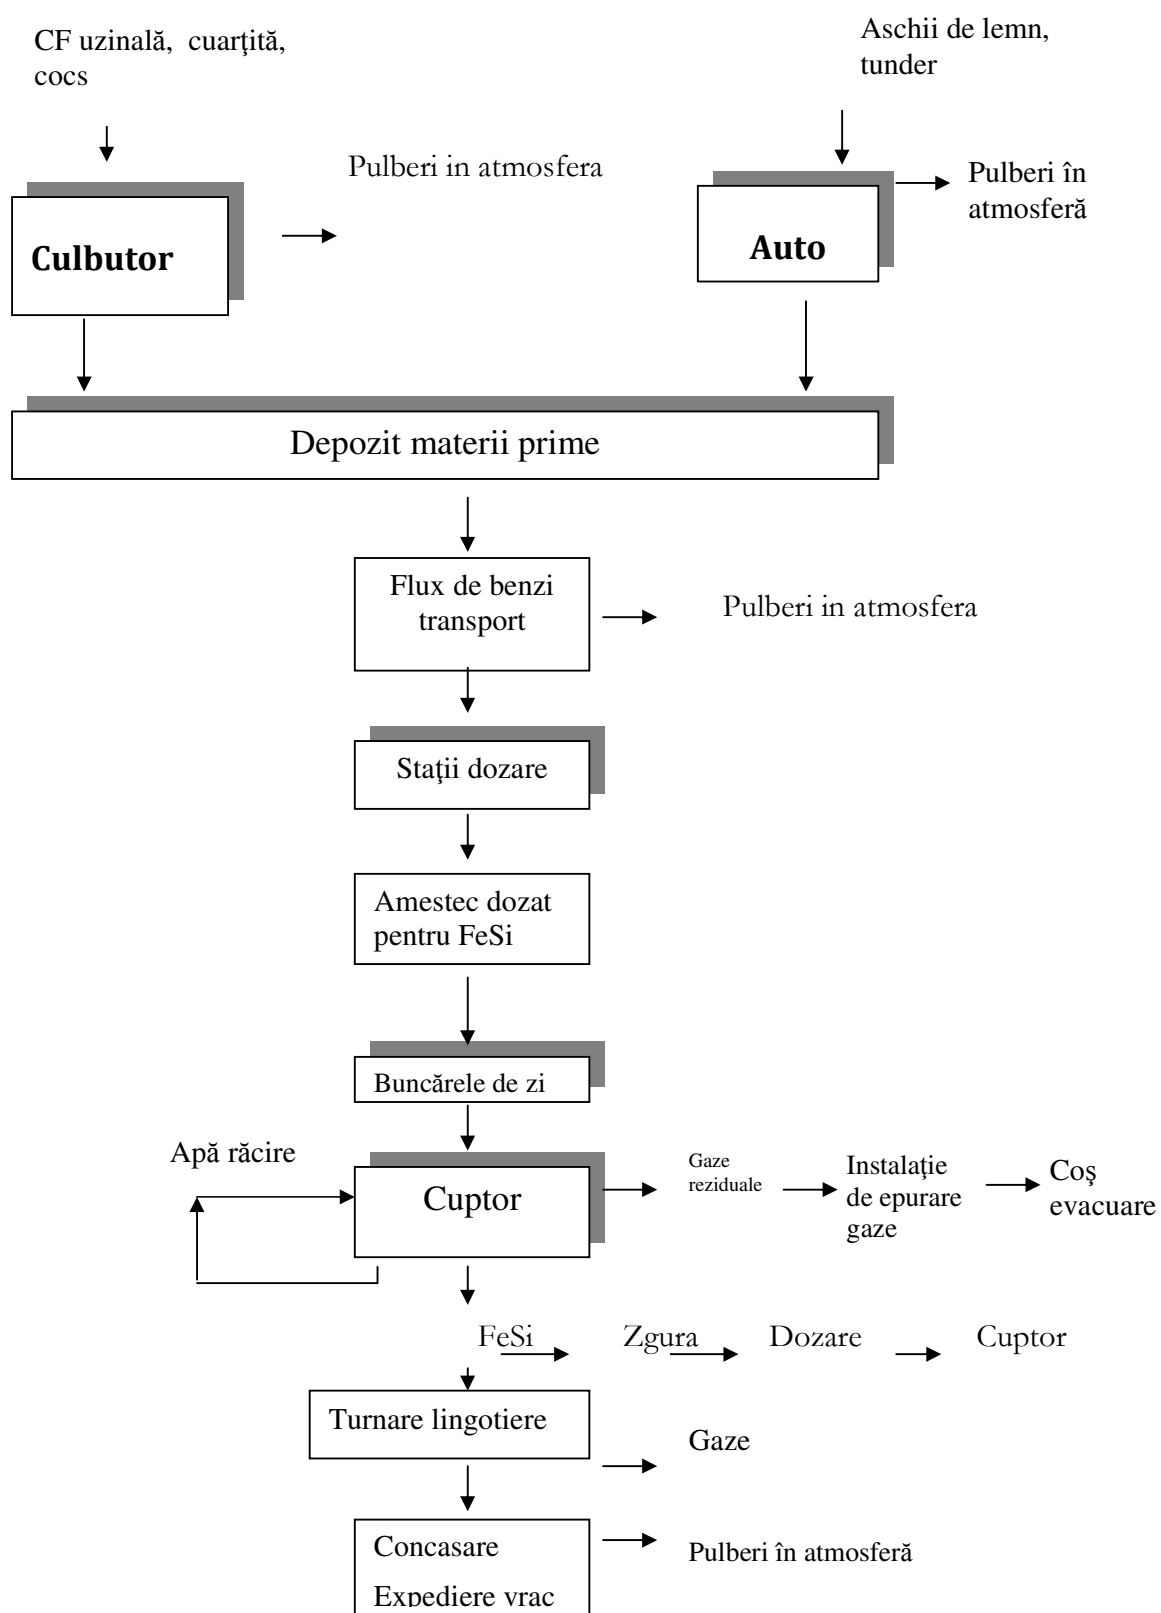 CF uzinală, cuarţită,
cocs
Aschii de lemn,
tunder
Pulberi in atmosfera
Pulberi în
atmosferă
Culbutor
Auto
Depozit materii prime
Flux de benzi
transport
Pulberi in atmosfera
Staţii dozare
Amestec dozat
pentru FeSi
Buncărele de zi
Apă răcire
Cuptor
Gaze
reziduale
Instalaţie
de epurare
gaze
Coş
evacuare
FeSi
Zgura
Dozare
Cuptor
Turnare lingotiere
Gaze
Concasare
Expediere vrac
Pulberi în atmosferă